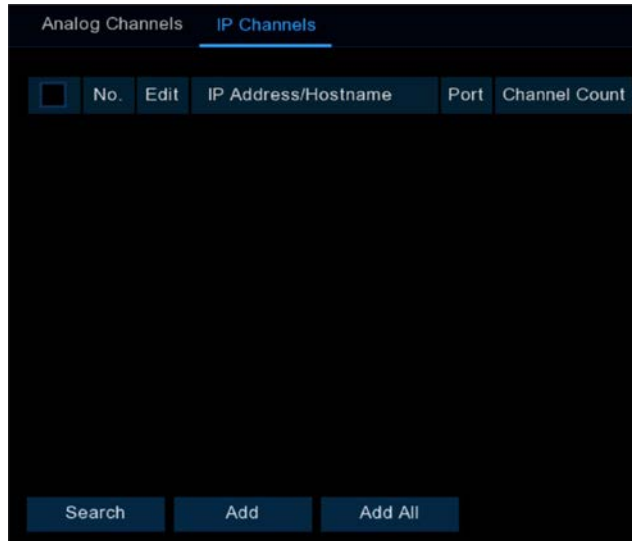 Analog Channels IP Channels
No. Edit IP Address/Hostname Port Channel Count
Search Add Add All